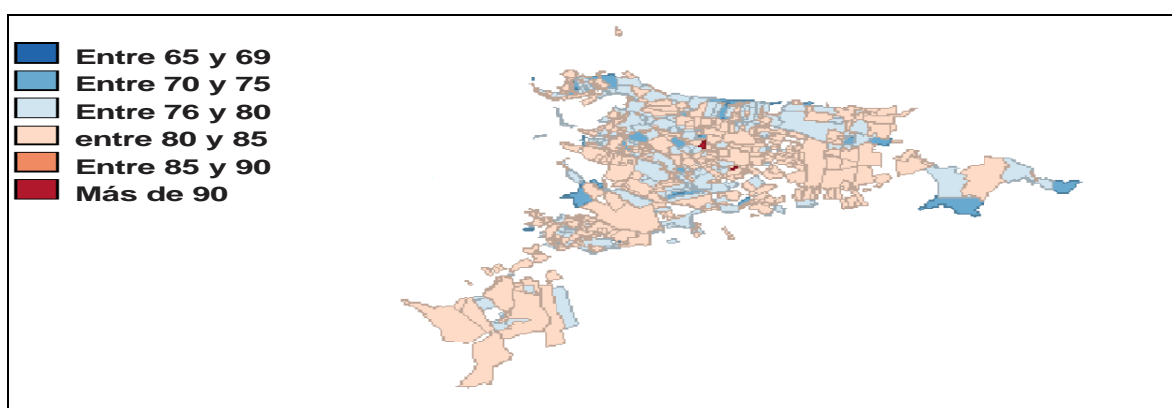 Entre 65 y 69
Entre 70 y 75
Entre 76 y 80
entre 80 y 85
Entre 85 y 90
Más de 90